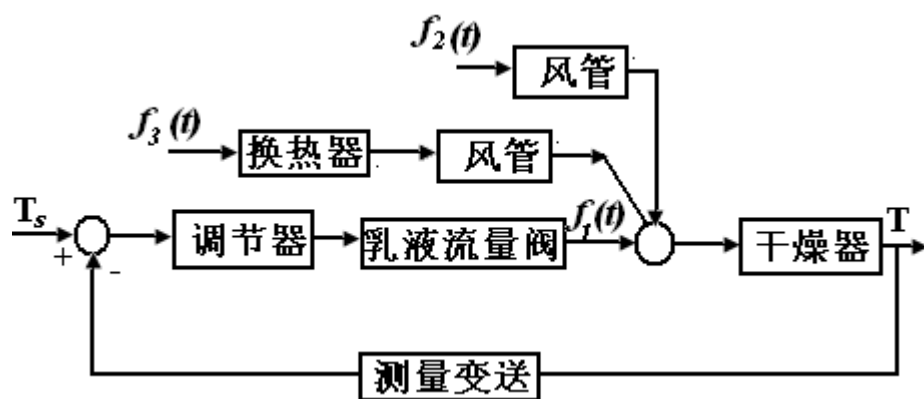 f₂(t)
风管
f₃(t)
换热器
风管
Tₛ
+
-
调节器
乳液流量阀
f₁(t)
干燥器
T
测量变送